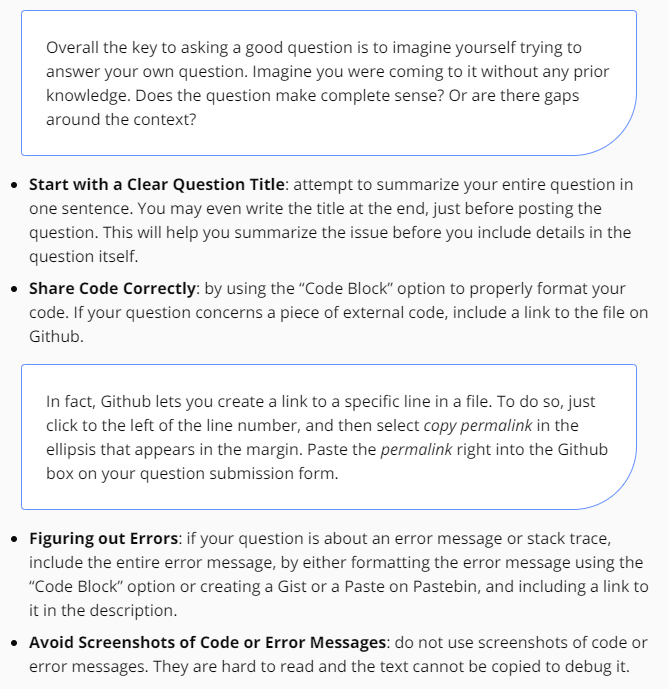 Overall the key to asking a good question is to imagine yourself trying to
answer your own question. Imagine you were coming to it without any prior
knowledge. Does the question make complete sense? Or are there gaps
around the context?
• Start with a Clear Question Title: attempt to summarize your entire question in
one sentence. You may even write the title at the end, just before posting the
question. This will help you summarize the issue before you include details in the
question itself.
• Share Code Correctly: by using the “Code Block” option to properly format your
code. If your question concerns a piece of external code, include a link to the file on
Github.
In fact, Github lets you create a link to a specific line in a file. To do so, just
click to the left of the line number, and then select copy permalink in the
ellipsis that appears in the margin. Paste the permalink right into the Github
box on your question submission form.
• Figuring out Errors: if your question is about an error message or stack trace,
include the entire error message, by either formatting the error message using the
“Code Block” option or creating a Gist or a Paste on Pastebin, and including a link to
it in the description.
• Avoid Screenshots of Code or Error Messages: do not use screenshots of code or
error messages. They are hard to read and the text cannot be copied to debug it.